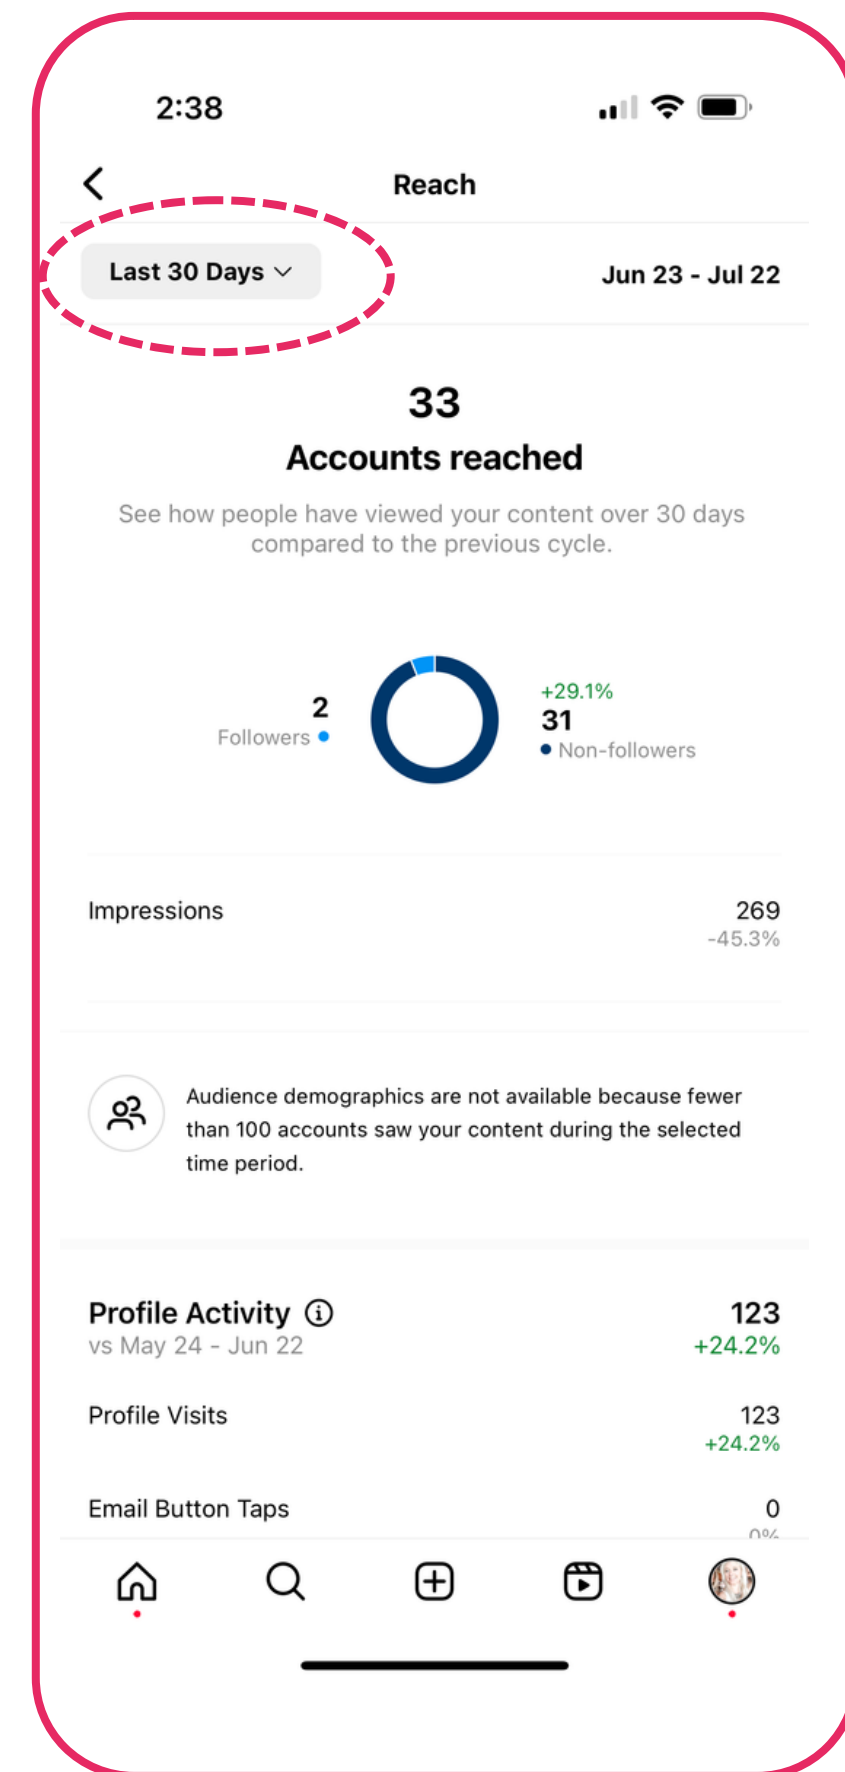 2:38
Reach
Last 30 Days
Jun 23 - Jul 22
33
Accounts reached
See how people have viewed your content over 30 days
compared to the previous cycle.
2
Followers
+29.1%
31
Non-followers
Impressions
269
-45.3%
Audience demographics are not available because fewer
than 100 accounts saw your content during the selected
time period.
Profile Activity
123
vs May 24 - Jun 22
+24.2%
Profile Visits
123
+24.2%
Email Button Taps
0
0%